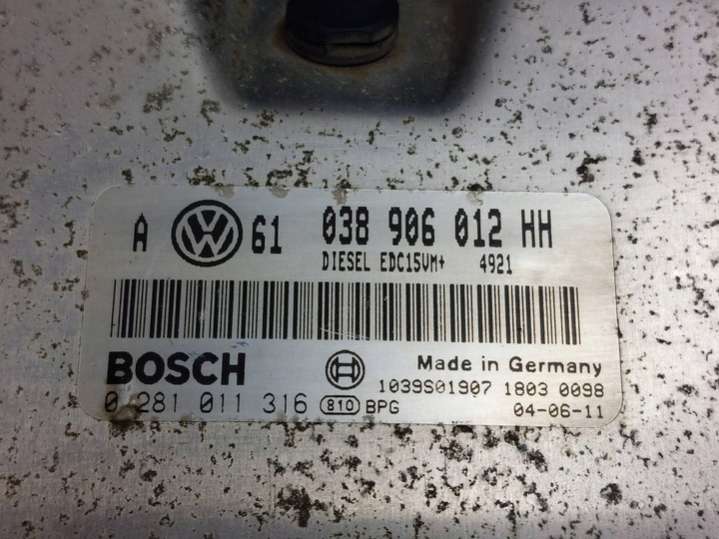 A VW 61 038 906 012 HH
DIESEL EDC15VM+ 4921
BOSCH Made in Germany
1039S01907 1803 0098
0 281 011 316 810 BPG 04-06-11